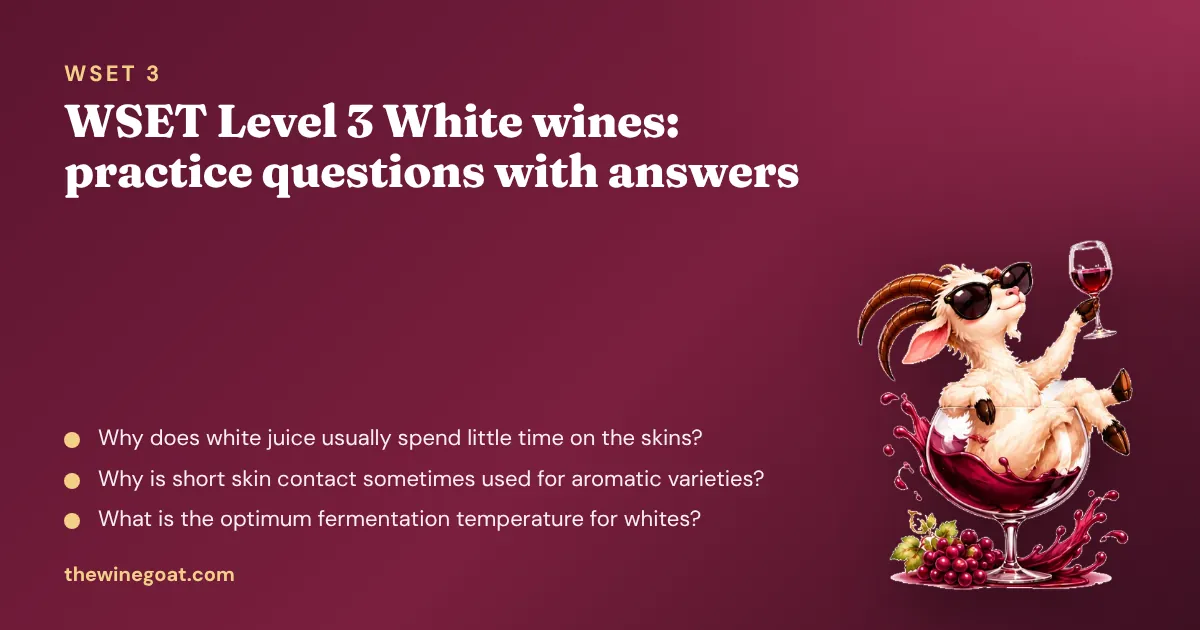 WSET 3
WSET Level 3 White wines:
practice questions with answers
Why does white juice usually spend little time on the skins?
Why is short skin contact sometimes used for aromatic varieties?
What is the optimum fermentation temperature for whites?
thewinegoat.com